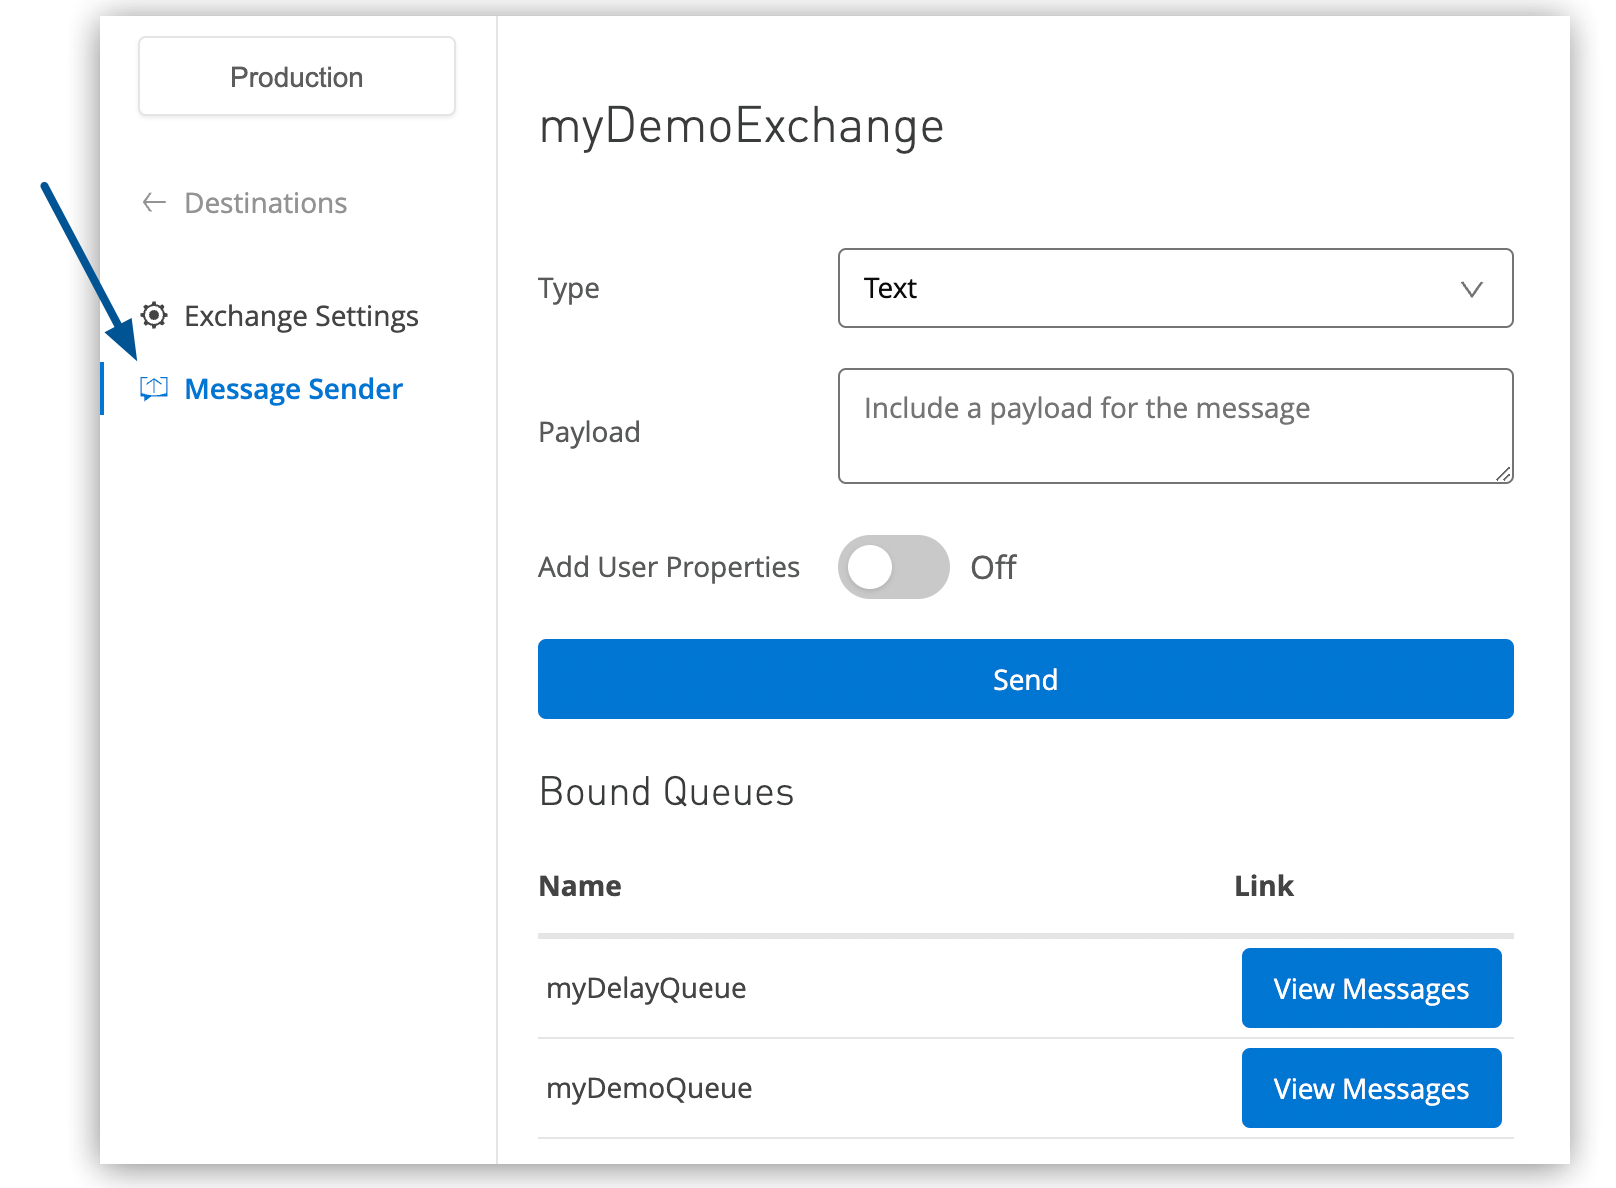 Production
Destinations
Exchange Settings
Message Sender
myDemoExchange
Type
Text
Payload
Include a payload for the message
Add User Properties
Off
Send
Bound Queues
Name Link
myDelayQueue View Messages
myDemoQueue View Messages